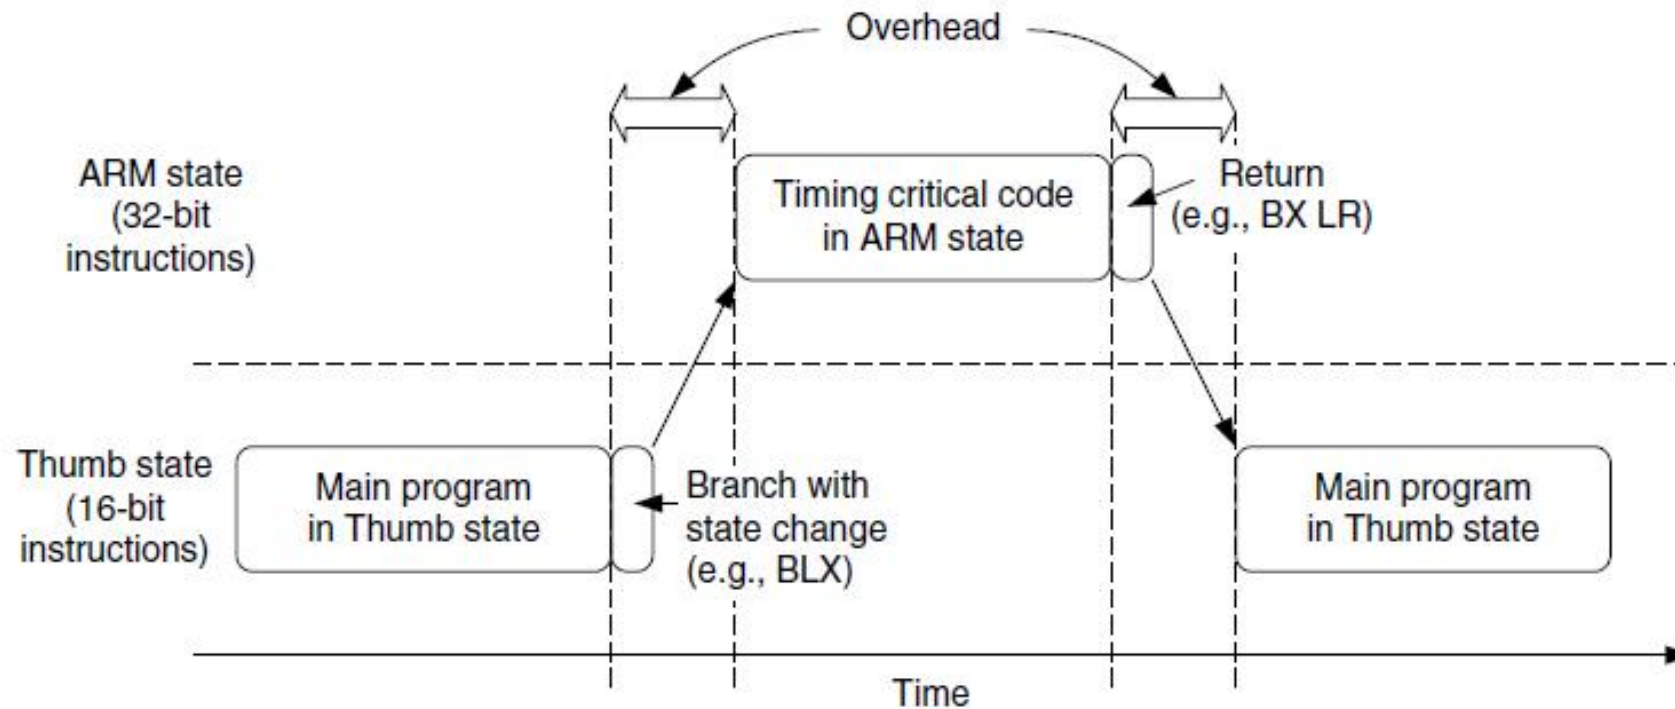 Overhead
ARM state
(32-bit
instructions)
Timing critical code
in ARM state
Return
(e.g., BX LR)
Thumb state
(16-bit
instructions)
Main program
in Thumb state
Branch with
state change
(e.g., BLX)
Main program
in Thumb state
Time